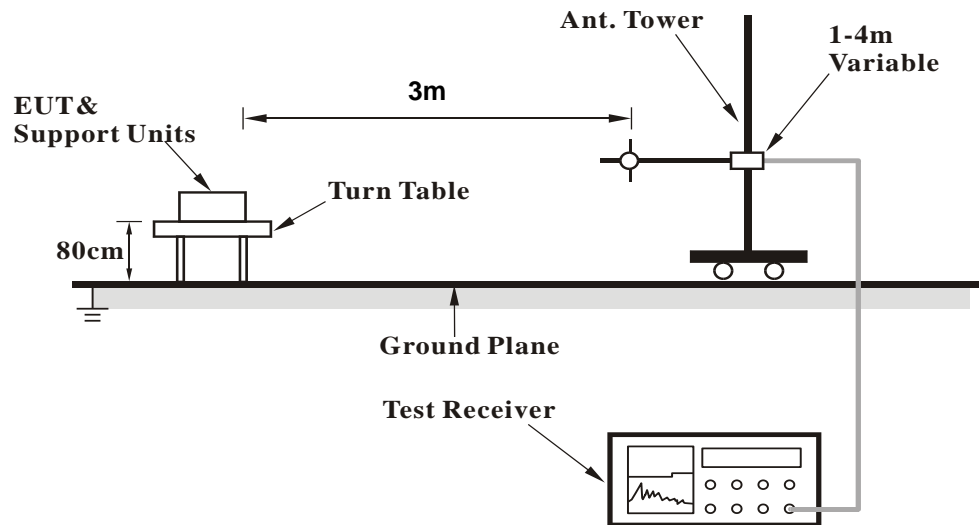 Ant. Tower
1-4m
Variable
3m
EUT&
Support Units
Turn Table
80cm
Ground Plane
Test Receiver